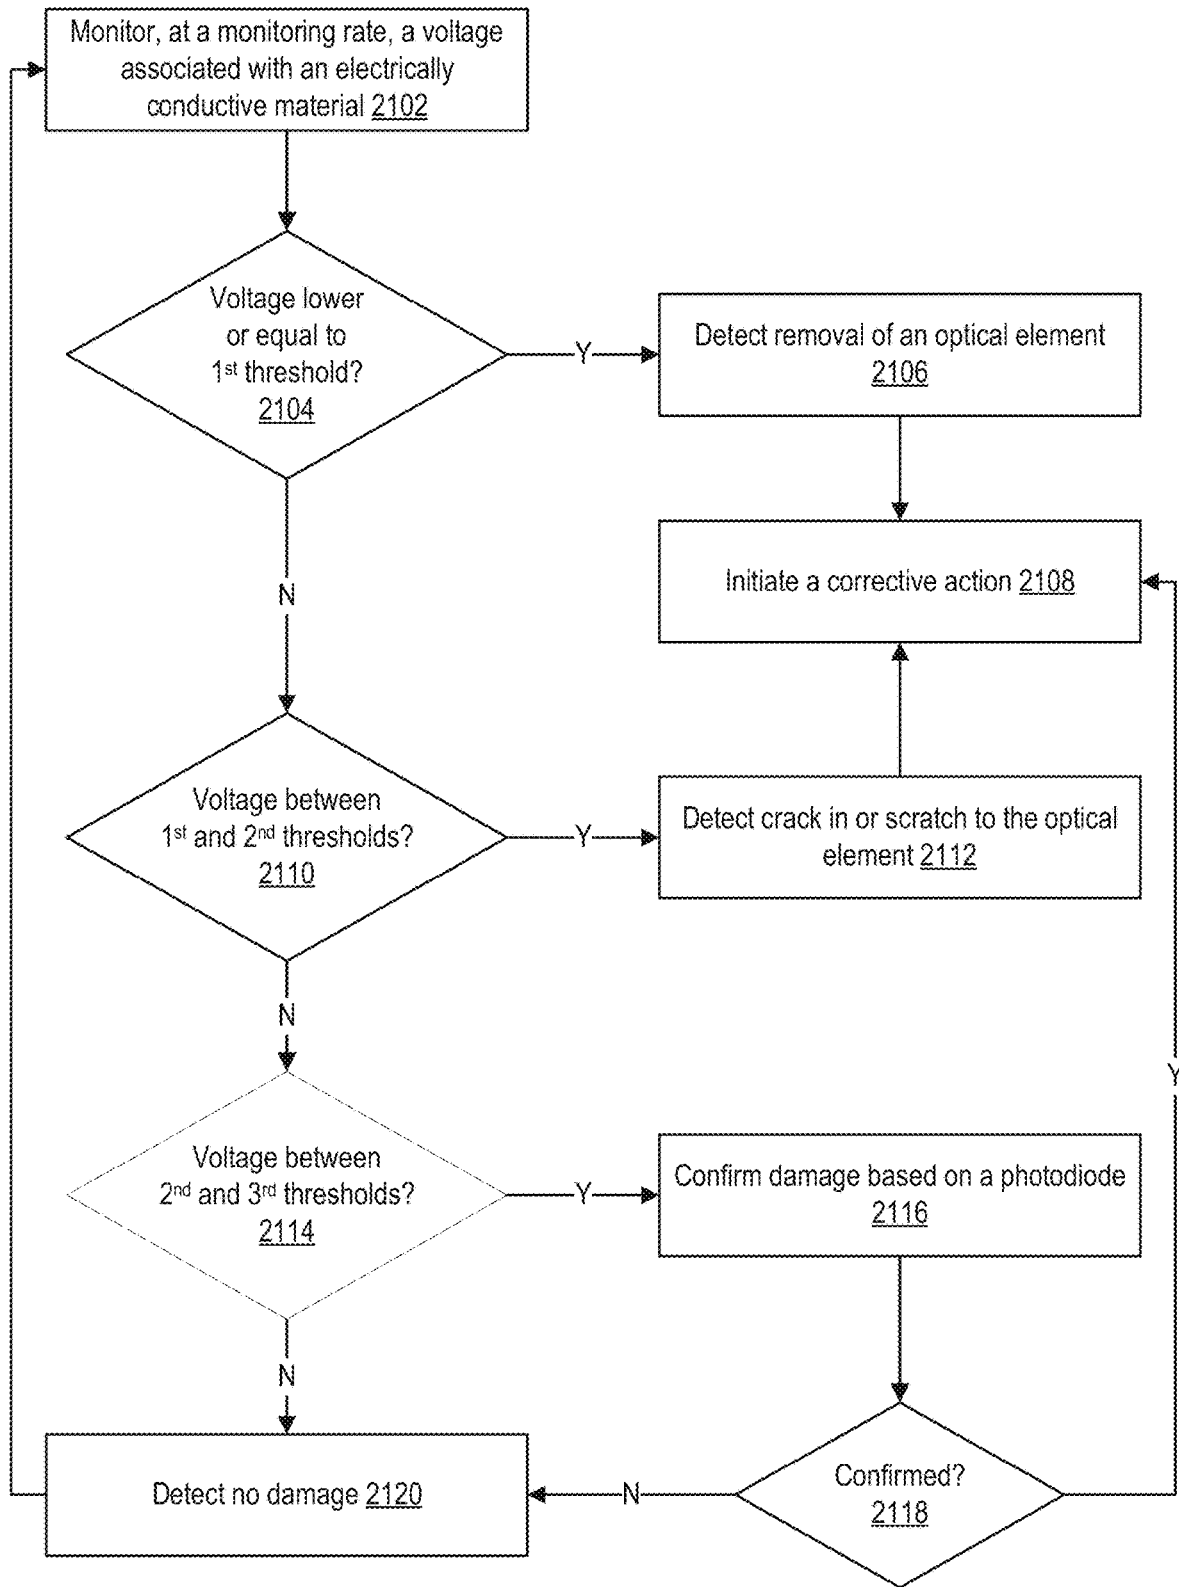 Monitor, at a monitoring rate, a voltage
associated with an electrically
conductive material 2102
Voltage lower
or equal to
1st threshold?
2104
Y
Detect removal of an optical element
2106
N
Initiate a corrective action 2108
Voltage between
1st and 2nd thresholds?
2110
Y
Detect crack in or scratch to the optical
element 2112
N
Y
Voltage between
2nd and 3rd thresholds?
2114
Y
Confirm damage based on a photodiode
2116
N
Detect no damage 2120
N
Confirmed?
2118